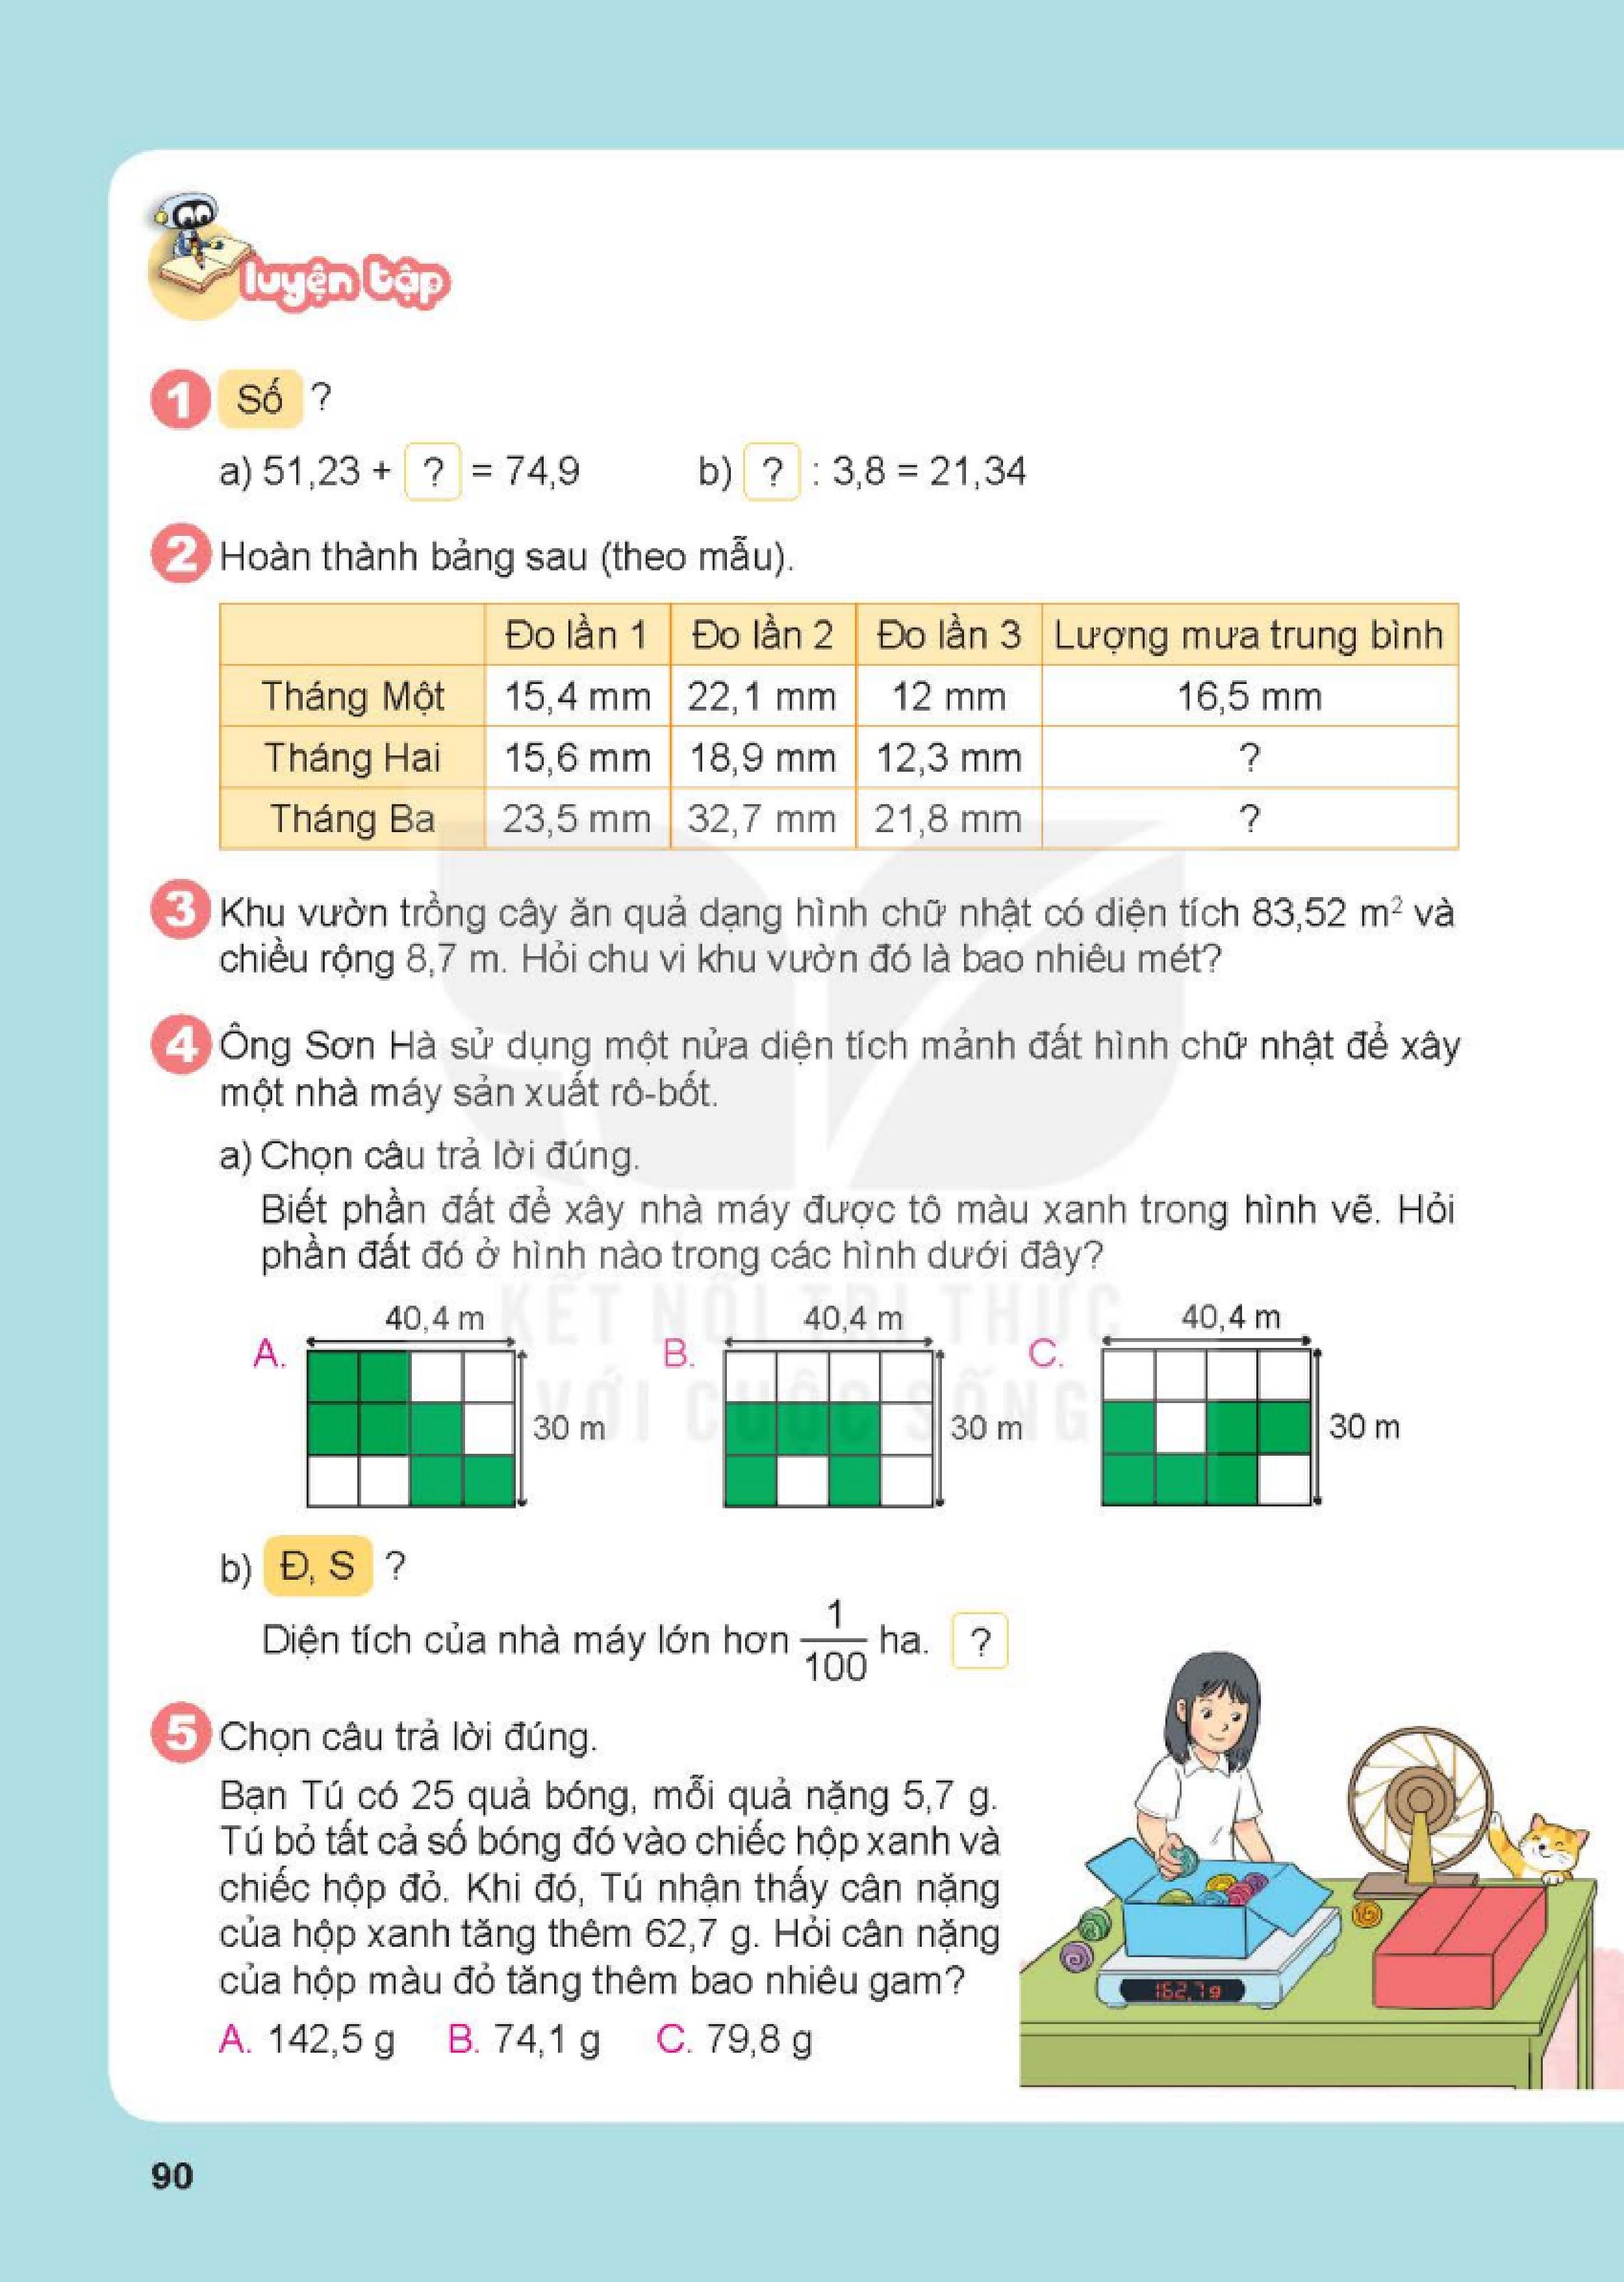 luyện tập
1 Số ?
a) 51,23 + ? = 74,9 b) ? : 3,8 = 21,34
2 Hoàn thành bảng sau (theo mẫu).
Đo lần 1 Đo lần 2 Đo lần 3 Lượng mưa trung bình
Tháng Một 15,4 mm 22,1 mm 12 mm 16,5 mm
Tháng Hai 15,6 mm 18,9 mm 12,3 mm ?
Tháng Ba 23,5 mm 32,7 mm 21,8 mm ?
3 Khu vườn trồng cây ăn quả dạng hình chữ nhật có diện tích 83,52 m² và
chiều rộng 8,7 m. Hỏi chu vi khu vườn đó là bao nhiêu mét?
4 Ông Sơn Hà sử dụng một nửa diện tích mảnh đất hình chữ nhật để xây
một nhà máy sản xuất rô-bốt.
a) Chọn câu trả lời đúng.
Biết phần đất để xây nhà máy được tô màu xanh trong hình vẽ. Hỏi
phần đất đó ở hình nào trong các hình dưới đây?
KẾT NỐI TRI THỨC
VỚI CUỘC SỐNG
40,4 m 40,4 m 40,4 m
A. B. C.
30 m 30 m 30 m
b) Đ, S ?
Diện tích của nhà máy lớn hơn 1/100 ha. ?
5 Chọn câu trả lời đúng.
Bạn Tú có 25 quả bóng, mỗi quả nặng 5,7 g.
Tú bỏ tất cả số bóng đó vào chiếc hộp xanh và
chiếc hộp đỏ. Khi đó, Tú nhận thấy cân nặng
của hộp xanh tăng thêm 62,7 g. Hỏi cân nặng
của hộp màu đỏ tăng thêm bao nhiêu gam?
162,7g
A. 142,5 g B. 74,1 g C. 79,8 g
90